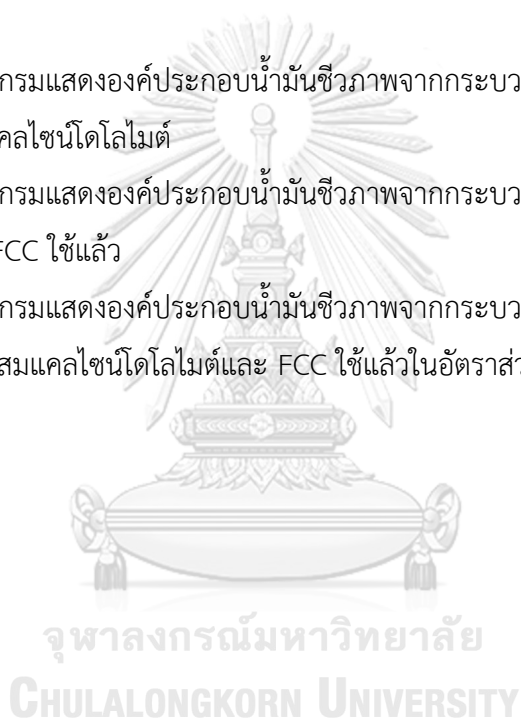 กรมแสดงองค์ประกอบน้ำมันชีวภาพจากกระบว
คลไซน์โดโลไมต์
กรมแสดงองค์ประกอบน้ำมันชีวภาพจากกระบว
FCC ใช้แล้ว
กรมแสดงองค์ประกอบน้ำมันชีวภาพจากกระบว
สมแคลไซน์โดโลไมต์และ FCC ใช้แล้วในอัตราส่ว
จุฬาลงกรณ์มหาวิทยาลัย
CHULALONGKORN UNIVERSITY